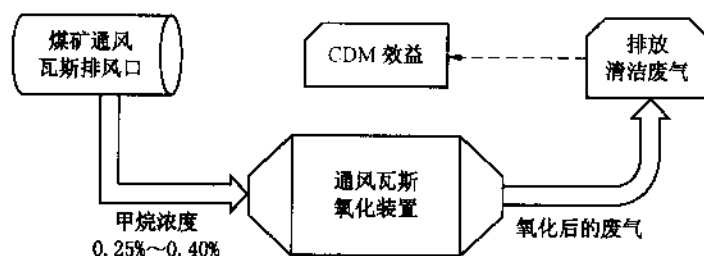 煤矿通风
瓦斯排风口
CDM 效益
排放
清洁废气
通风瓦斯
氧化装置
甲烷浓度
0.25%～0.40%
氧化后的废气